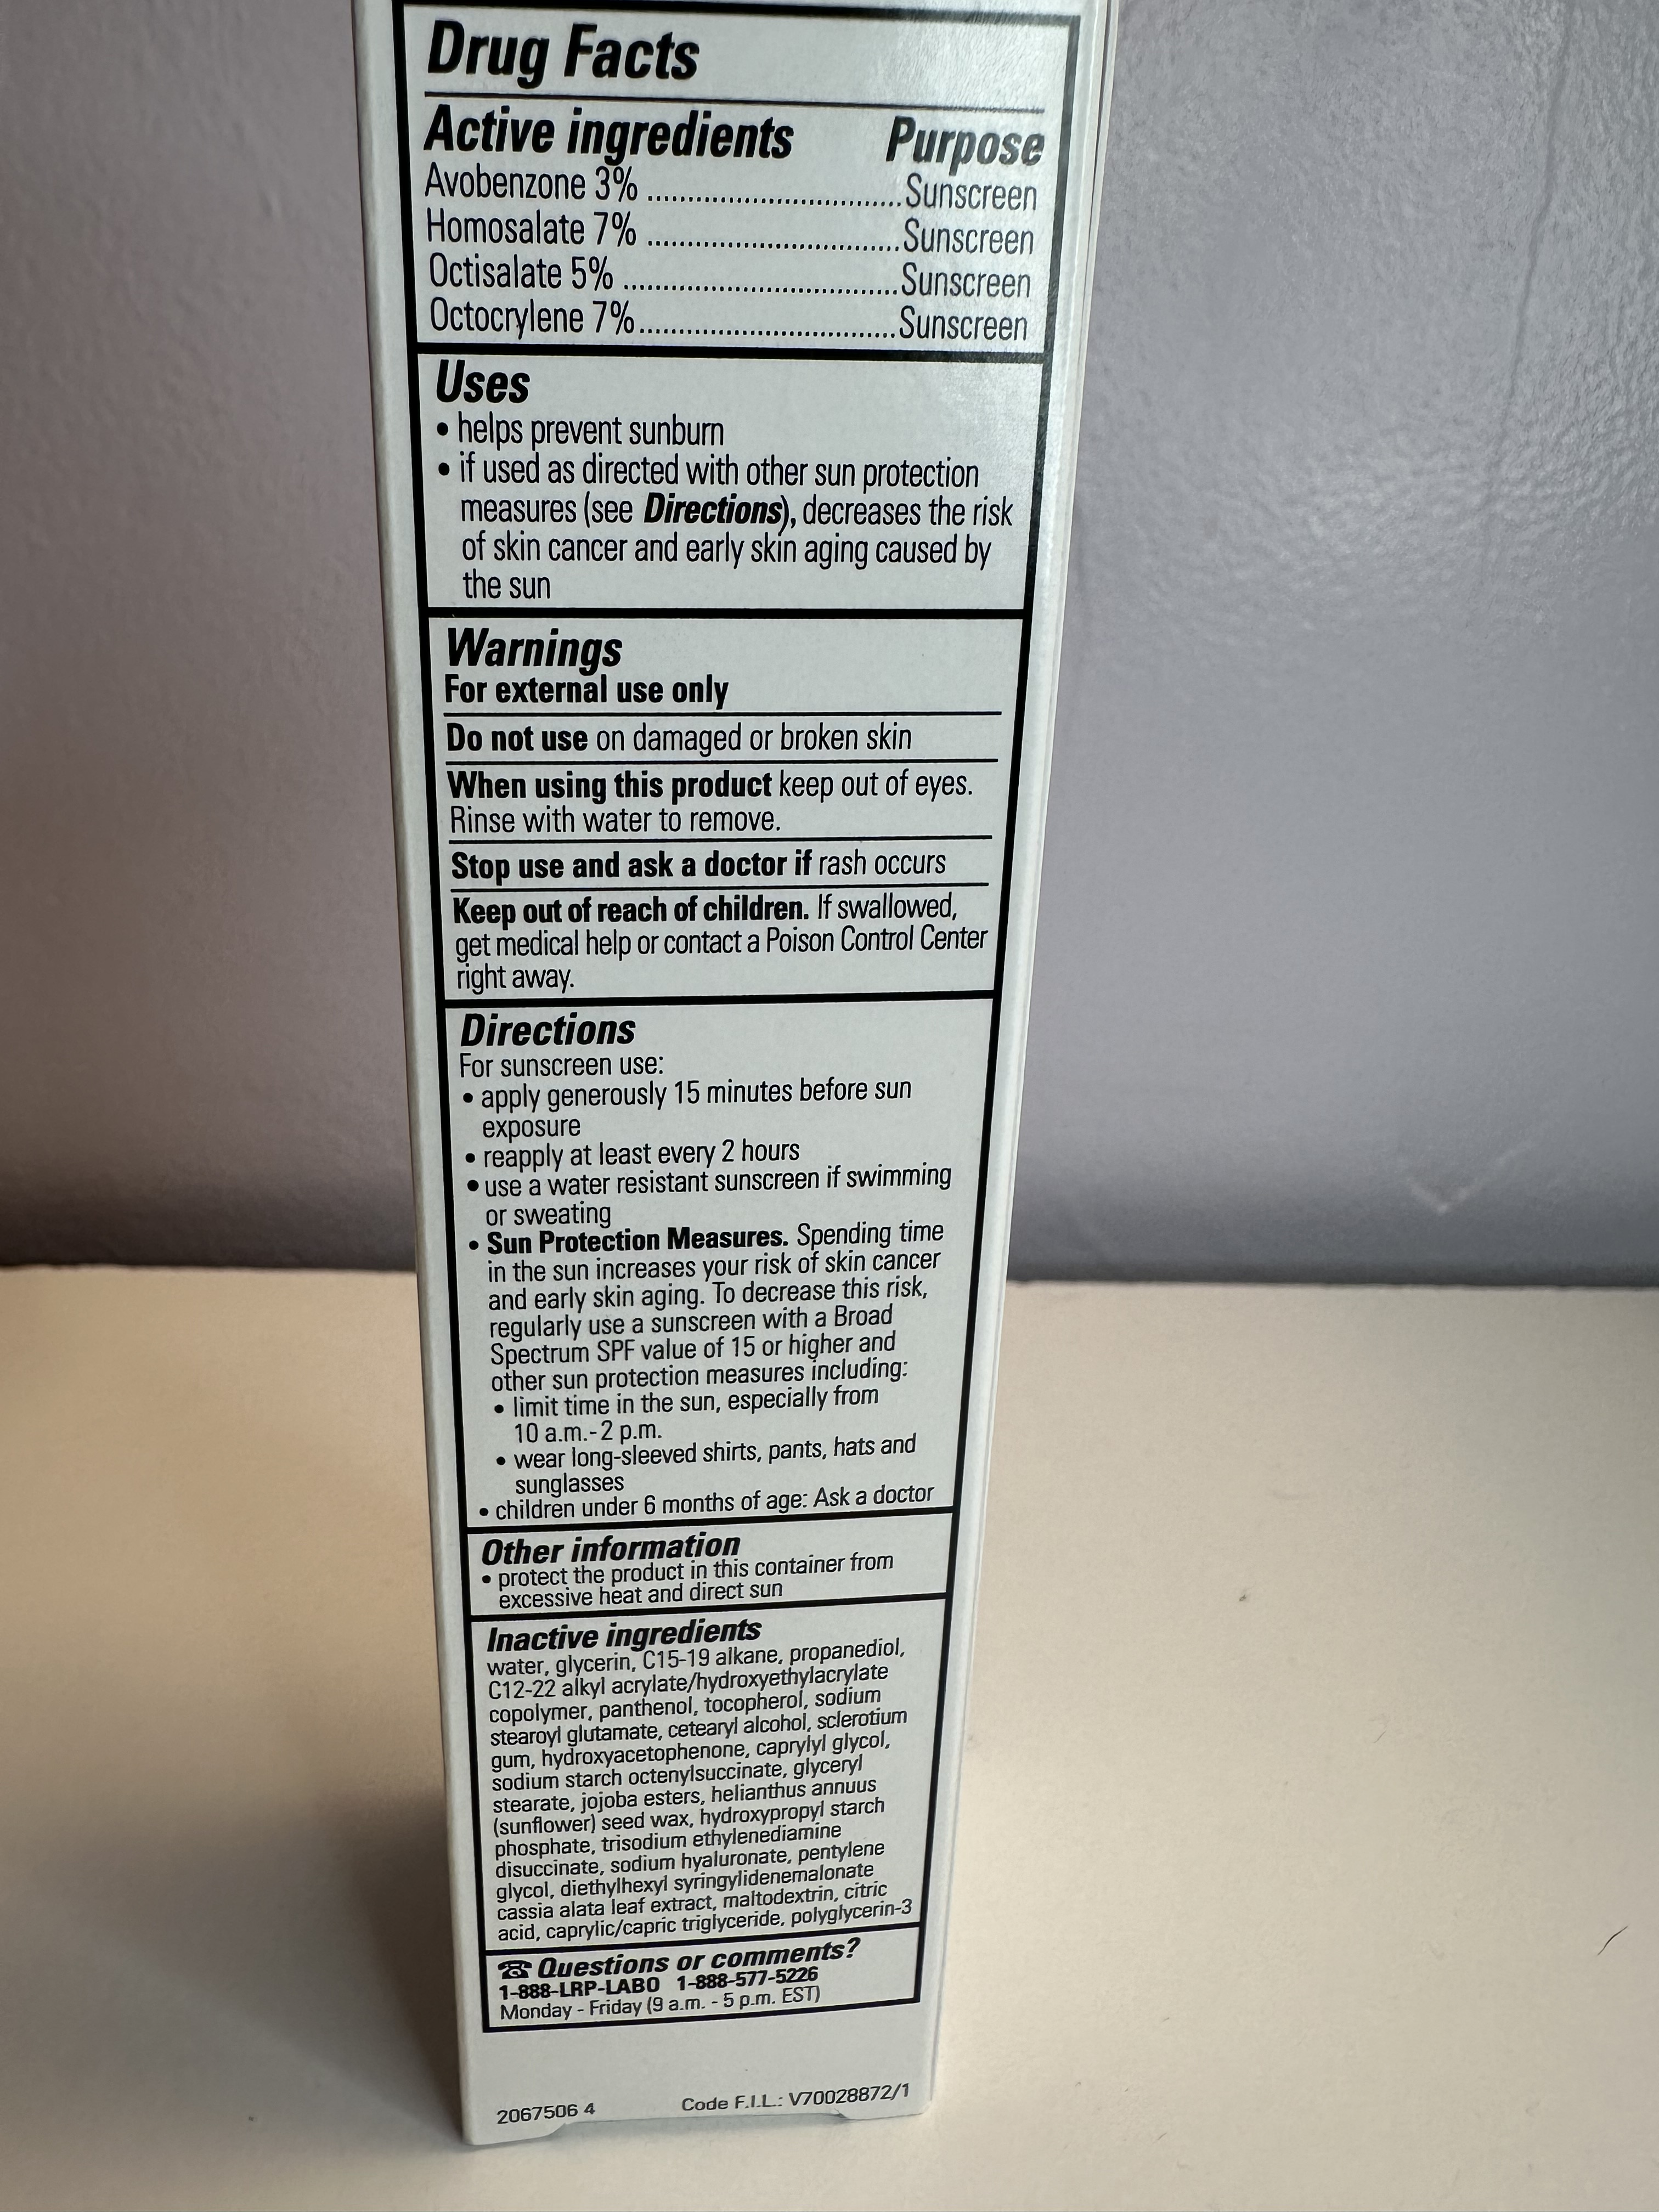 Drug Facts
Active ingredients Purpose
Avobenzone 3% ................................Sunscreen
Homosalate 7% ................................Sunscreen
Octisalate 5% ..................................Sunscreen
Octocrylene 7%................................Sunscreen
Uses
• helps prevent sunburn
• if used as directed with other sun protection
measures (see Directions), decreases the risk
of skin cancer and early skin aging caused by
the sun
Warnings
For external use only
Do not use on damaged or broken skin
When using this product keep out of eyes.
Rinse with water to remove.
Stop use and ask a doctor if rash occurs
Keep out of reach of children. If swallowed,
get medical help or contact a Poison Control Center
right away.
Directions
For sunscreen use:
• apply generously 15 minutes before sun
exposure
• reapply at least every 2 hours
• use a water resistant sunscreen if swimming
or sweating
• Sun Protection Measures. Spending time
in the sun increases your risk of skin cancer
and early skin aging. To decrease this risk,
regularly use a sunscreen with a Broad
Spectrum SPF value of 15 or higher and
other sun protection measures including:
• limit time in the sun, especially from
10 a.m.-2 p.m.
• wear long-sleeved shirts, pants, hats and
sunglasses
• children under 6 months of age: Ask a doctor
Other information
• protect the product in this container from
excessive heat and direct sun
Inactive ingredients
water, glycerin, C15-19 alkane, propanediol,
C12-22 alkyl acrylate/hydroxyethylacrylate
copolymer, panthenol, tocopherol, sodium
stearoyl glutamate, cetearyl alcohol, sclerotium
gum, hydroxyacetophenone, caprylyl glycol,
sodium starch octenylsuccinate, glyceryl
stearate, jojoba esters, helianthus annuus
(sunflower) seed wax, hydroxypropyl starch
phosphate, trisodium ethylenediamine
disuccinate, sodium hyaluronate, pentylene
glycol, diethylhexyl syringylidenemalonate
cassia alata leaf extract, maltodextrin, citric
acid, caprylic/capric triglyceride, polyglycerin-3
☎ Questions or comments?
1-888-LRP-LABO 1-888-577-5226
Monday - Friday (9 a.m. - 5 p.m. EST)
2067506 4 Code F.I.L.: V70028872/1